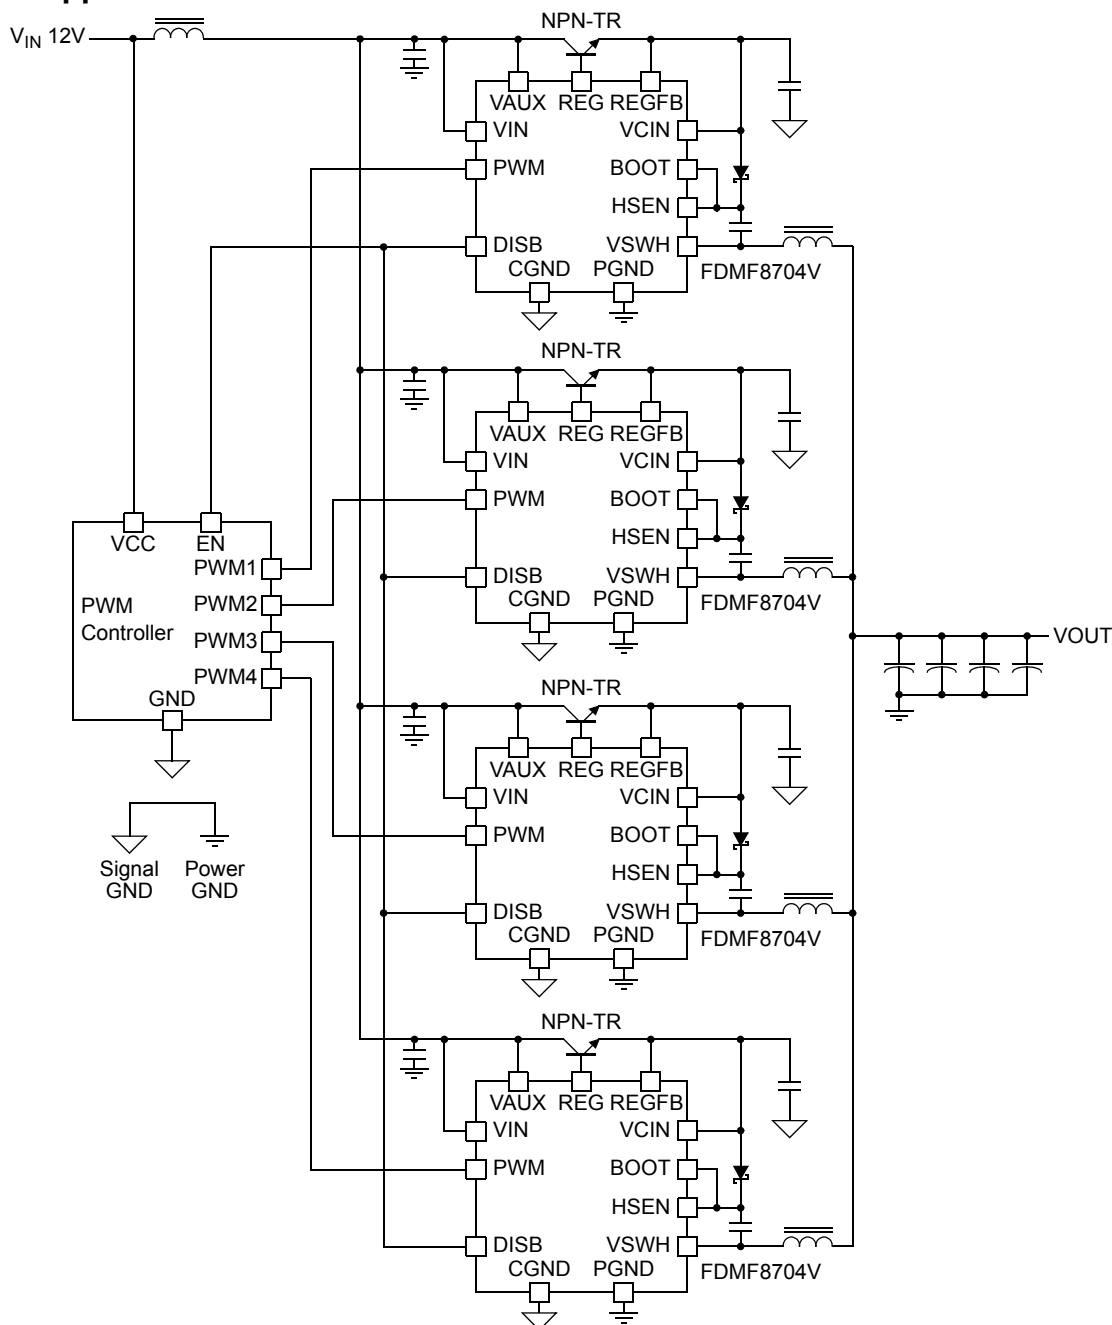 V_IN 12V
NPN-TR
VAUX REG REGFB
VIN VCIN
PWM BOOT
HSEN
DISB VSWH
CGND PGND
FDMF8704V
NPN-TR
VAUX REG REGFB
VIN VCIN
PWM BOOT
HSEN
DISB VSWH
CGND PGND
FDMF8704V
VCC EN
PWM1
PWM2
PWM3
PWM4
PWM
Controller
GND
Signal
GND
Power
GND
VOUT
NPN-TR
VAUX REG REGFB
VIN VCIN
PWM BOOT
HSEN
DISB VSWH
CGND PGND
FDMF8704V
NPN-TR
VAUX REG REGFB
VIN VCIN
PWM BOOT
HSEN
DISB VSWH
CGND PGND
FDMF8704V